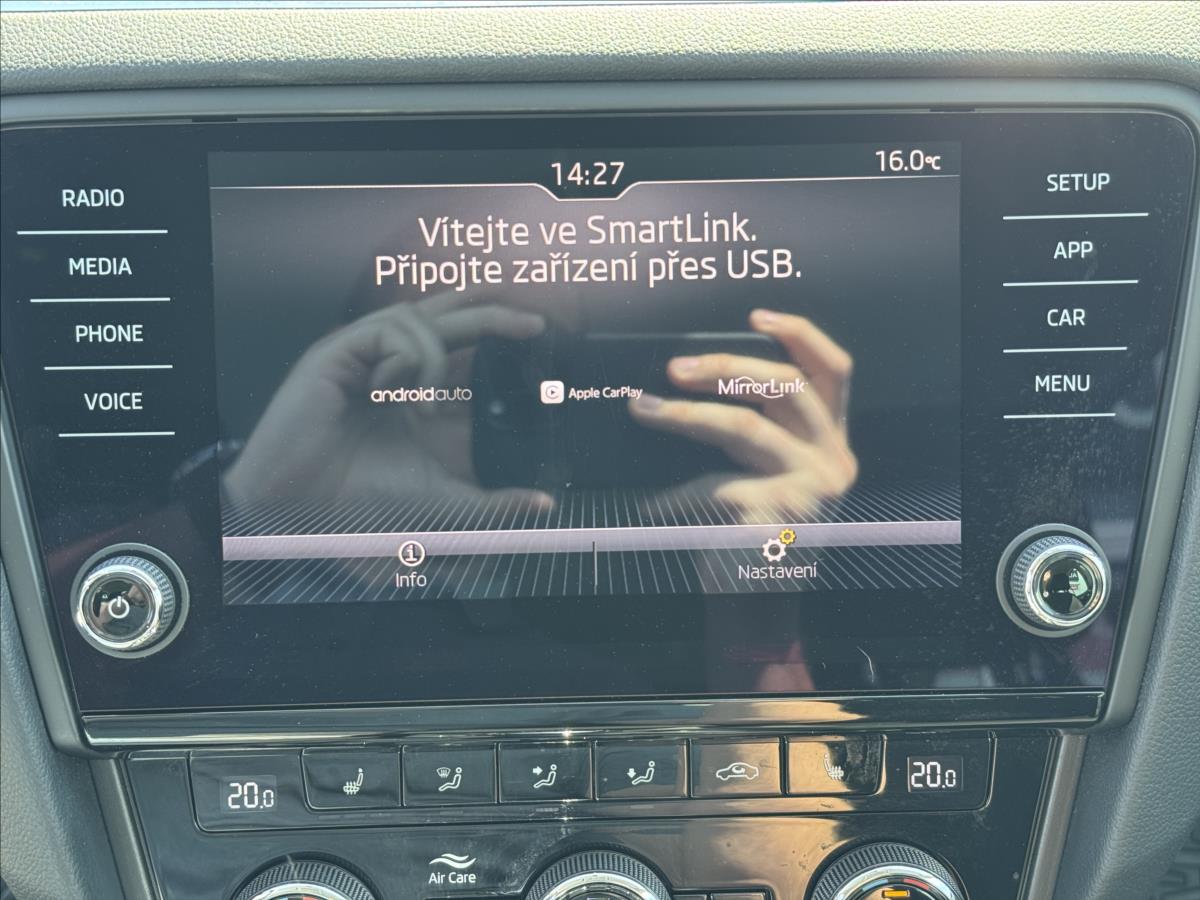 14:27
16.0°C
RADIO
MEDIA
PHONE
VOICE
Vítejte ve SmartLink.
Připojte zařízení přes USB.
androidauto
Apple CarPlay
MirrorLink
Info
Nastavení
SETUP
APP
CAR
MENU
20.0
20.0
Air Care